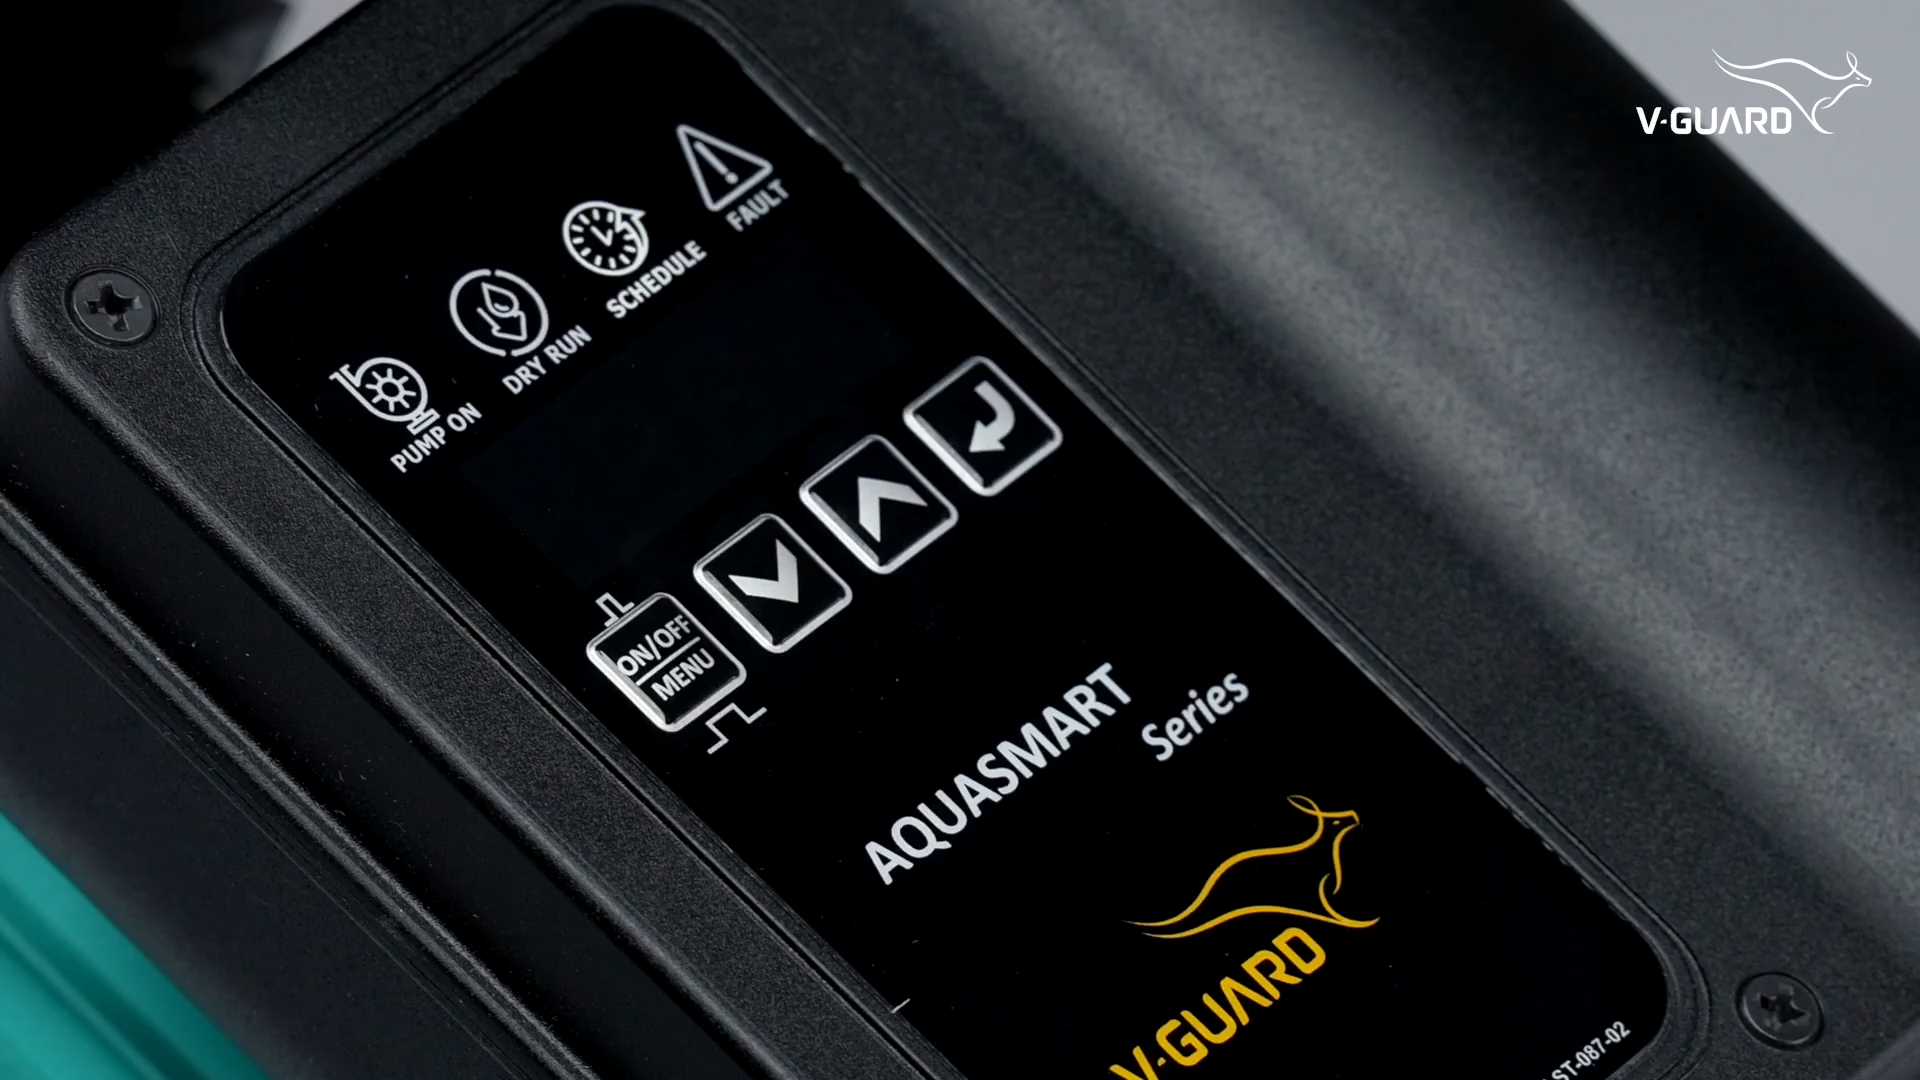 V-GUARD
FAULT
SCHEDULE
DRY RUN
PUMP ON
ON/OFF
MENU
AQUASMART
Series
V-GUARD
ST-087-02